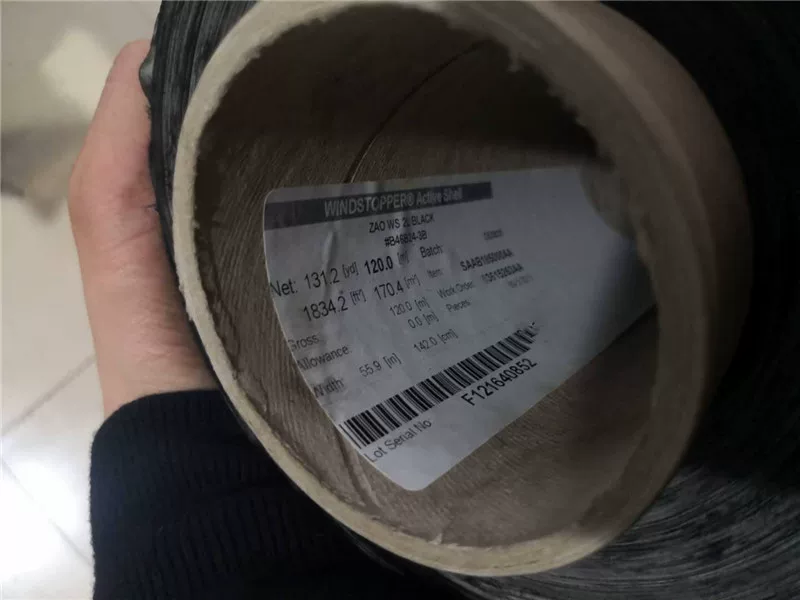 WINDSTOPPER® Active Shell
ZAO WS 2L BLACK
Net: 131.2 [yd] 120.0 Batch:
1834.2 [ft²] 170.4 [m²] Item:
Gross: 120.0 [m] Work Order:
Allowance: 0.0 [m] Pieces:
Width: 55.9 [in] 142.0 [cm]
Lot Serial No F121640852